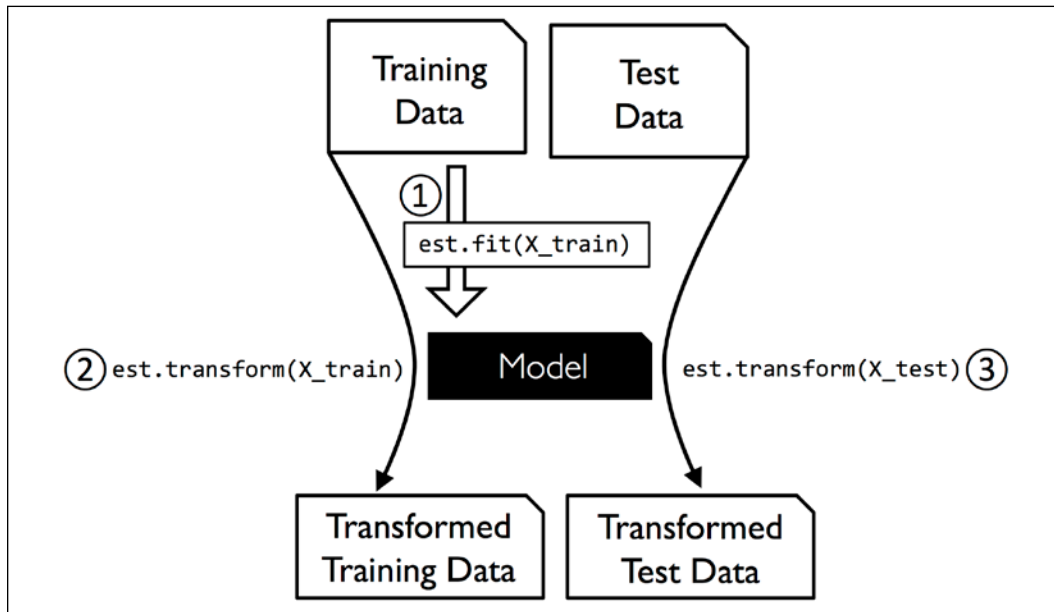 Training
Data
Test
Data
①
est.fit(X_train)
② est.transform(X_train)
Model
est.transform(X_test) ③
Transformed
Training Data
Transformed
Test Data